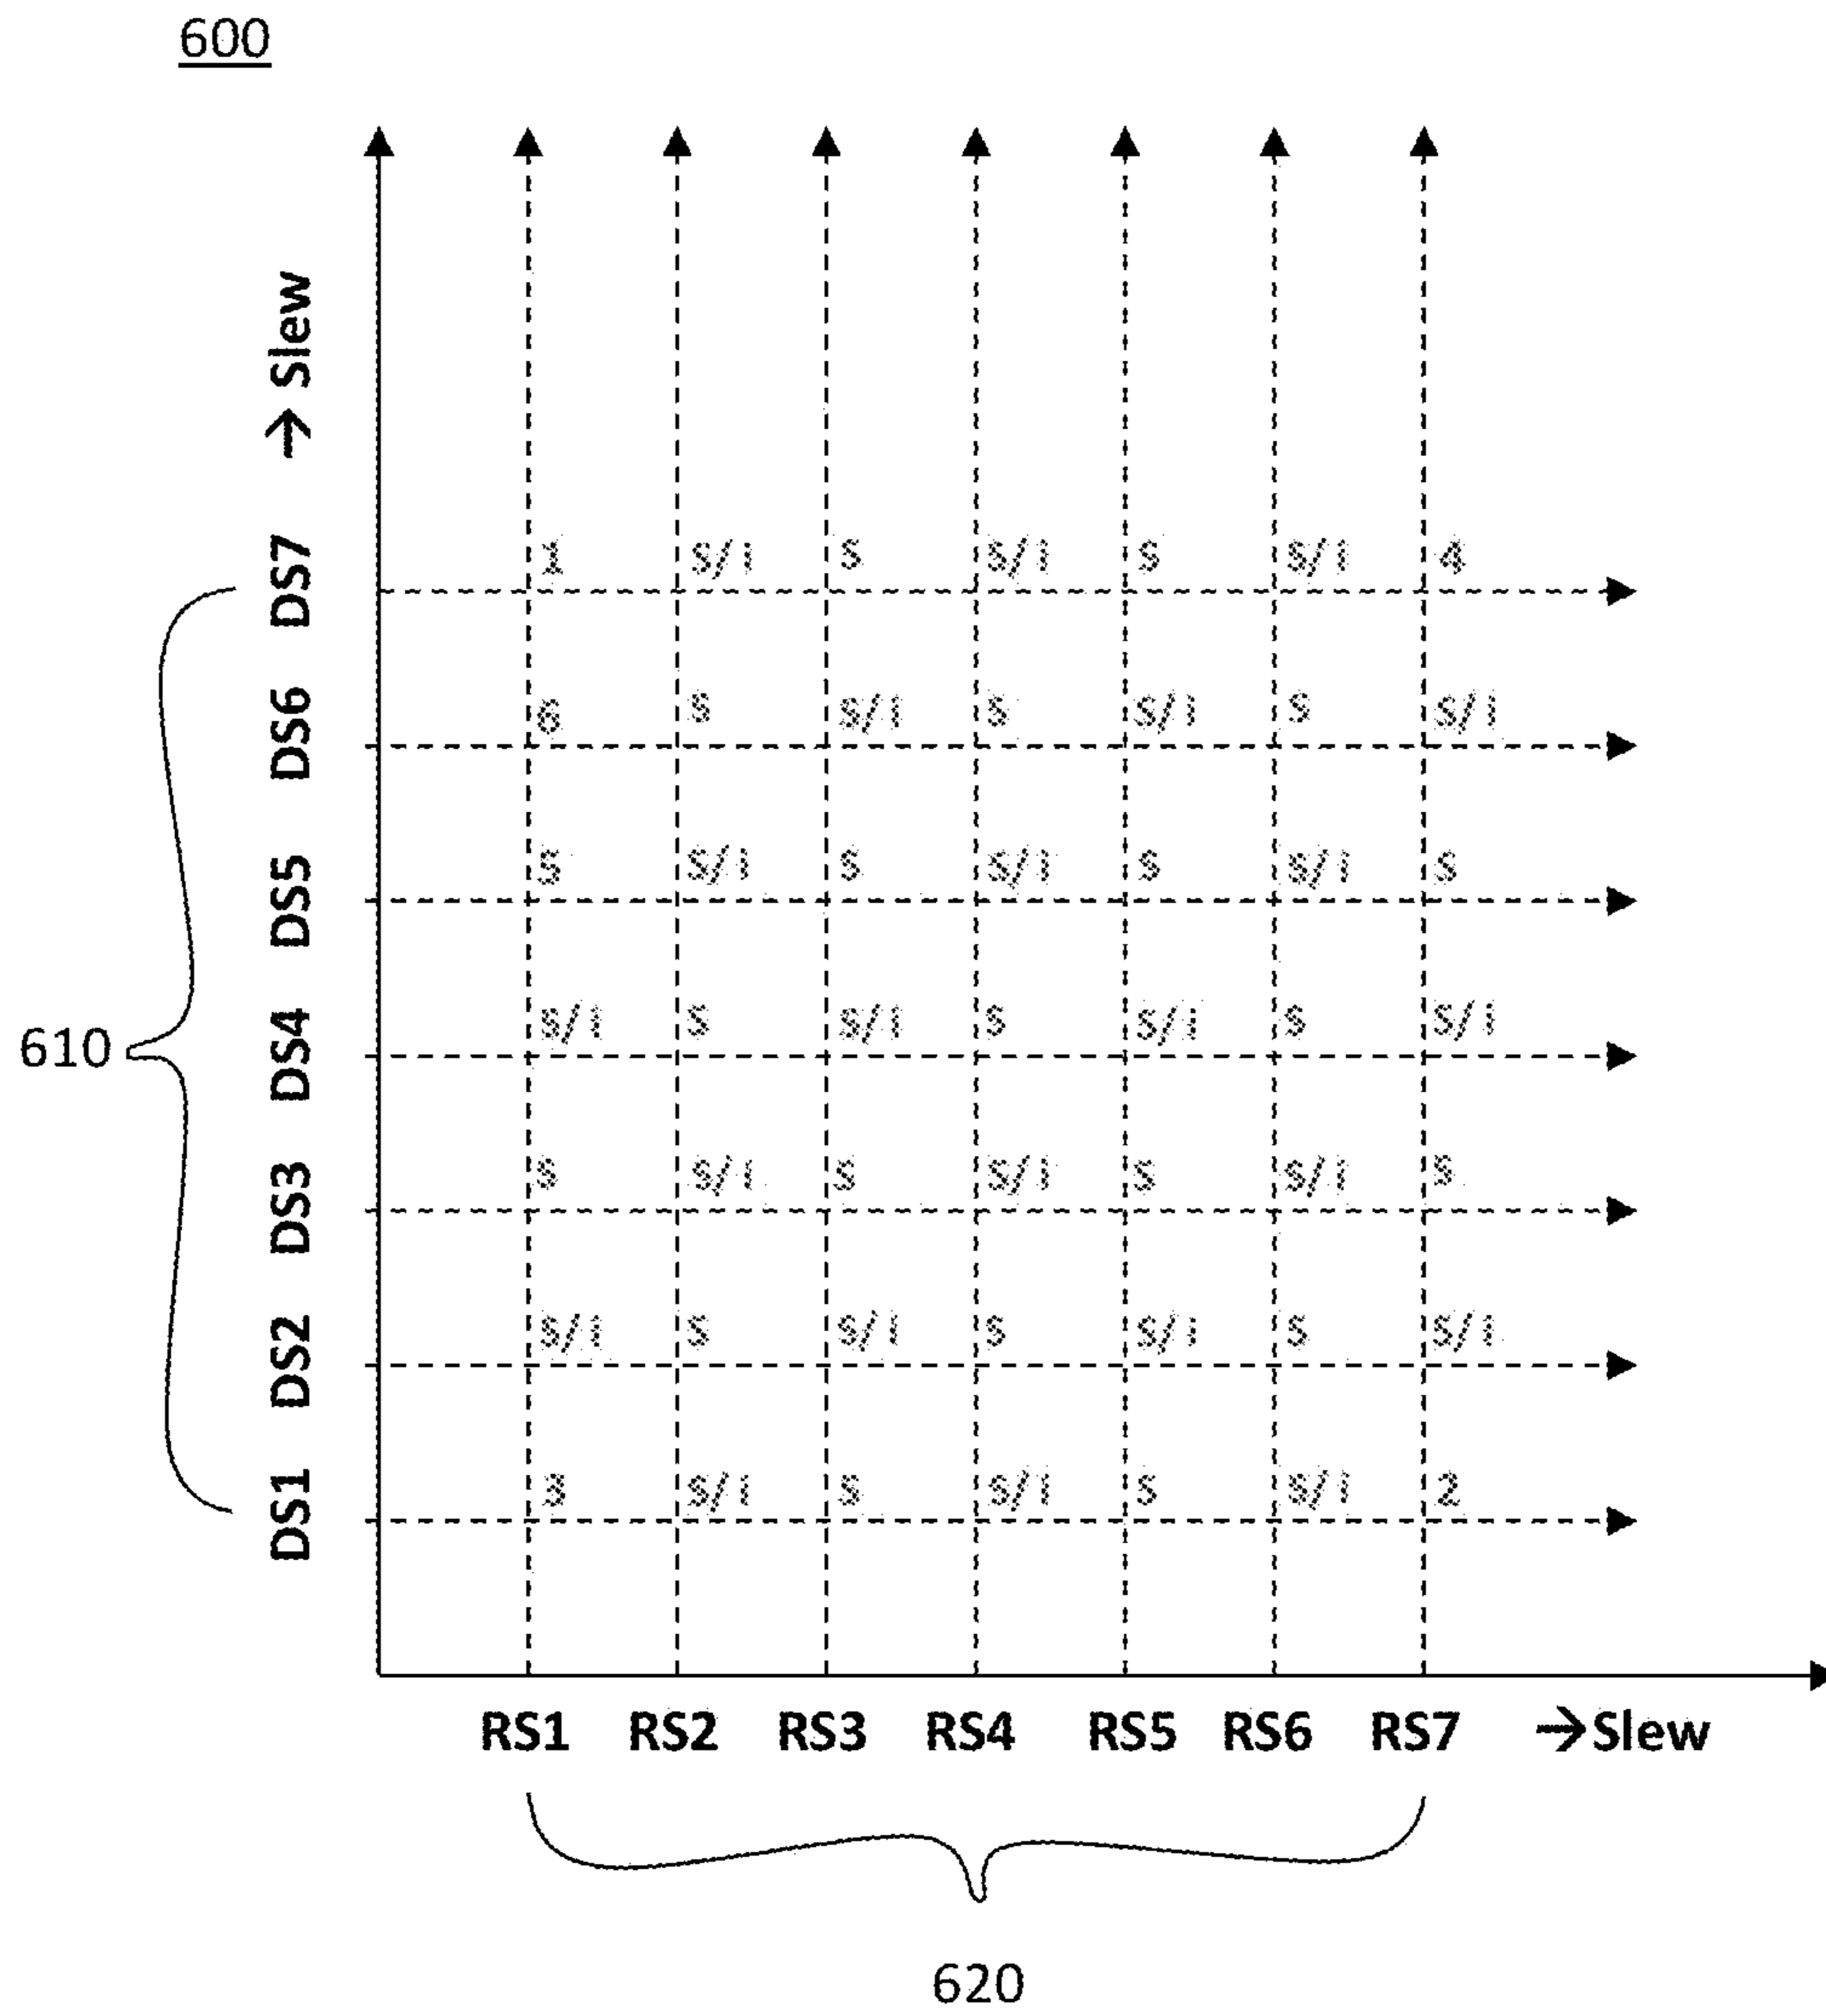 600
→ Slew
DS7 1 s/i s s/i s s/i 4
DS6 6 s s/i s s/i s s/i
DS5 5 s/i s s/i s s/i s
610
DS4 s/i s s/i s s/i s s/i
DS3 s s/i s s/i s s/i s
DS2 s/i s s/i s s/i s s/i
DS1 3 s/i s s/i s s/i 2
RS1 RS2 RS3 RS4 RS5 RS6 RS7 →Slew
620